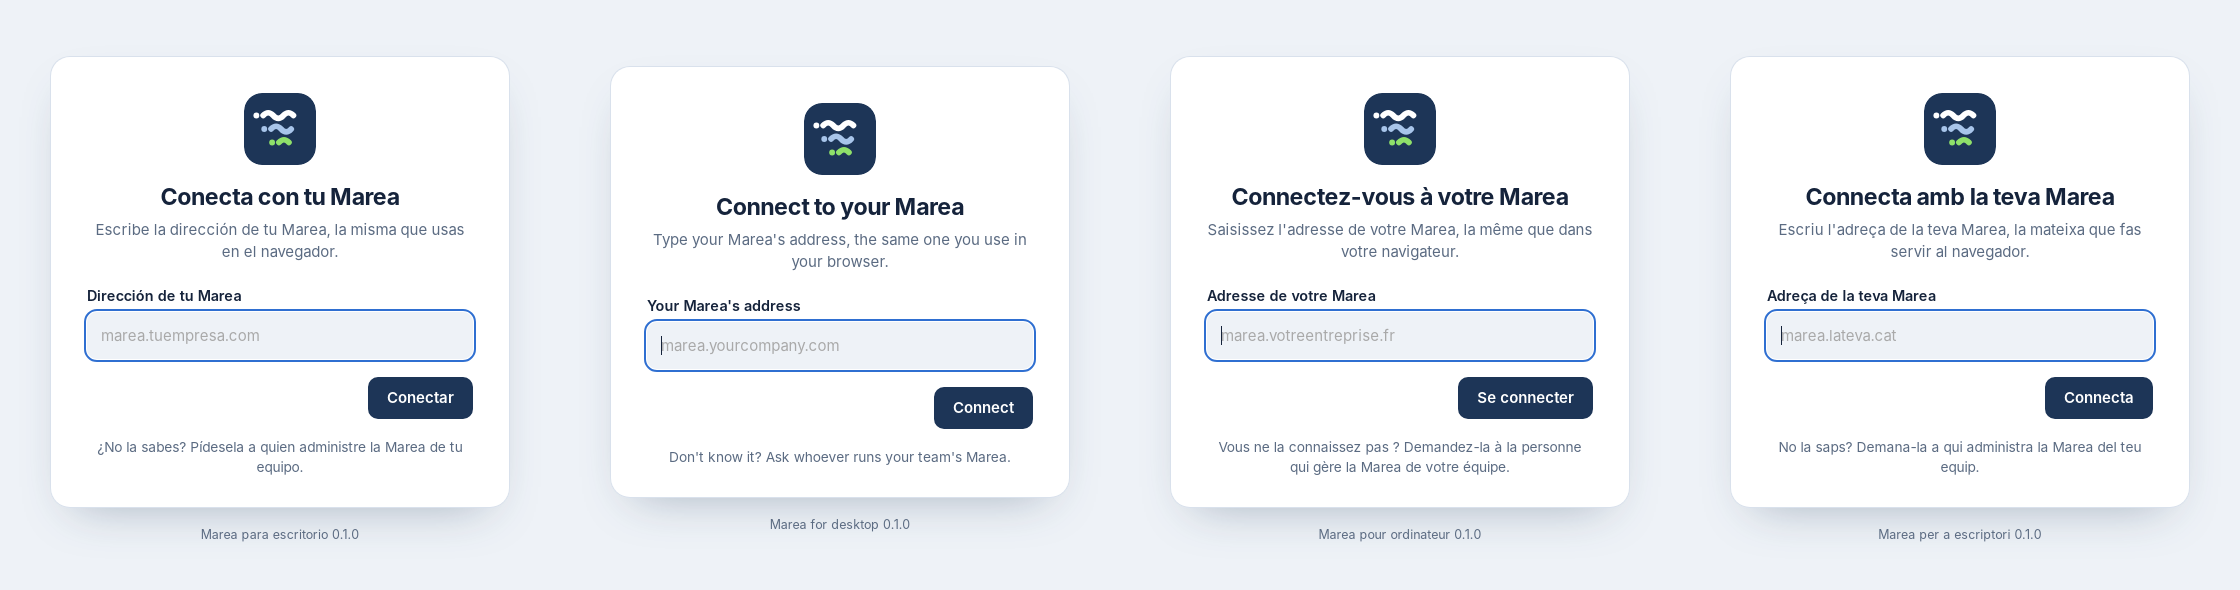 Conecta con tu Marea
Escribe la dirección de tu Marea, la misma que usas
en el navegador.
Dirección de tu Marea
marea.tuempresa.com
Conectar
¿No la sabes? Pídesela a quien administre la Marea de tu
equipo.
Marea para escritorio 0.1.0
Connect to your Marea
Type your Marea's address, the same one you use in
your browser.
Your Marea's address
marea.yourcompany.com
Connect
Don't know it? Ask whoever runs your team's Marea.
Marea for desktop 0.1.0
Connectez-vous à votre Marea
Saisissez l'adresse de votre Marea, la même que dans
votre navigateur.
Adresse de votre Marea
marea.votreentreprise.fr
Se connecter
Vous ne la connaissez pas ? Demandez-la à la personne
qui gère la Marea de votre équipe.
Marea pour ordinateur 0.1.0
Connecta amb la teva Marea
Escriu l'adreça de la teva Marea, la mateixa que fas
servir al navegador.
Adreça de la teva Marea
marea.lateva.cat
Connecta
No la saps? Demana-la a qui administra la Marea del teu
equip.
Marea per a escriptori 0.1.0